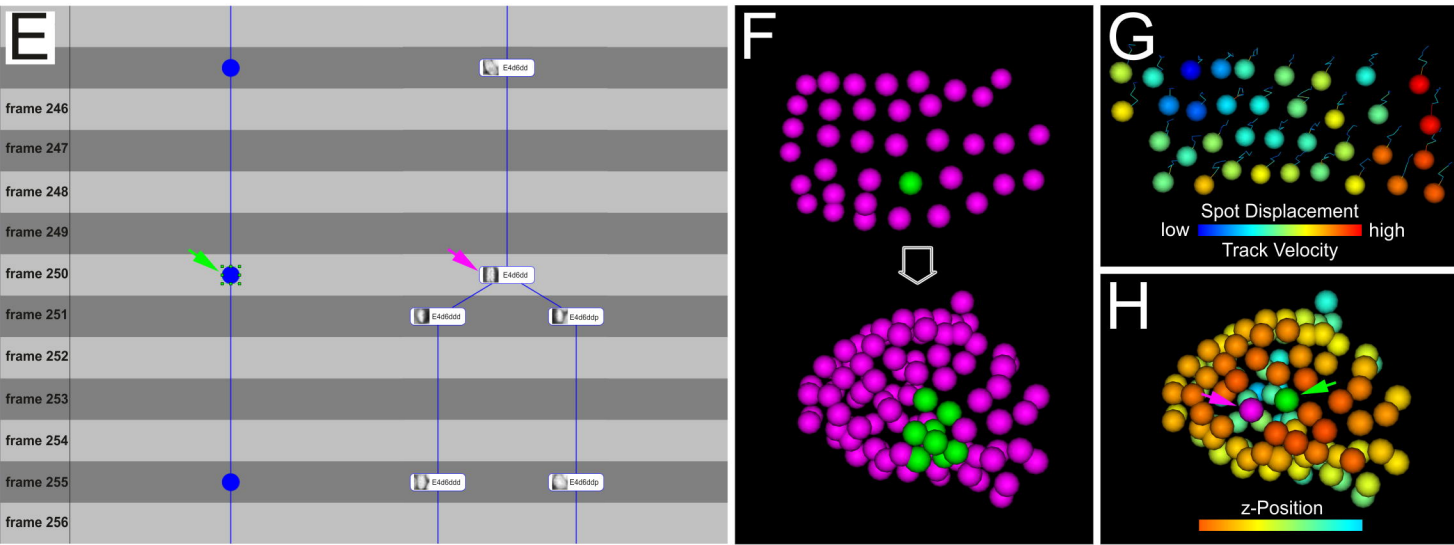 E
E4d6dd
frame 246
frame 247
frame 248
frame 249
frame 250
E4d6dd
frame 251
E4d6ddd
E4d6ddp
frame 252
frame 253
frame 254
frame 255
E4d6ddd
E4d6ddp
frame 256
F
G
Spot Displacement
low
high
Track Velocity
H
z-Position